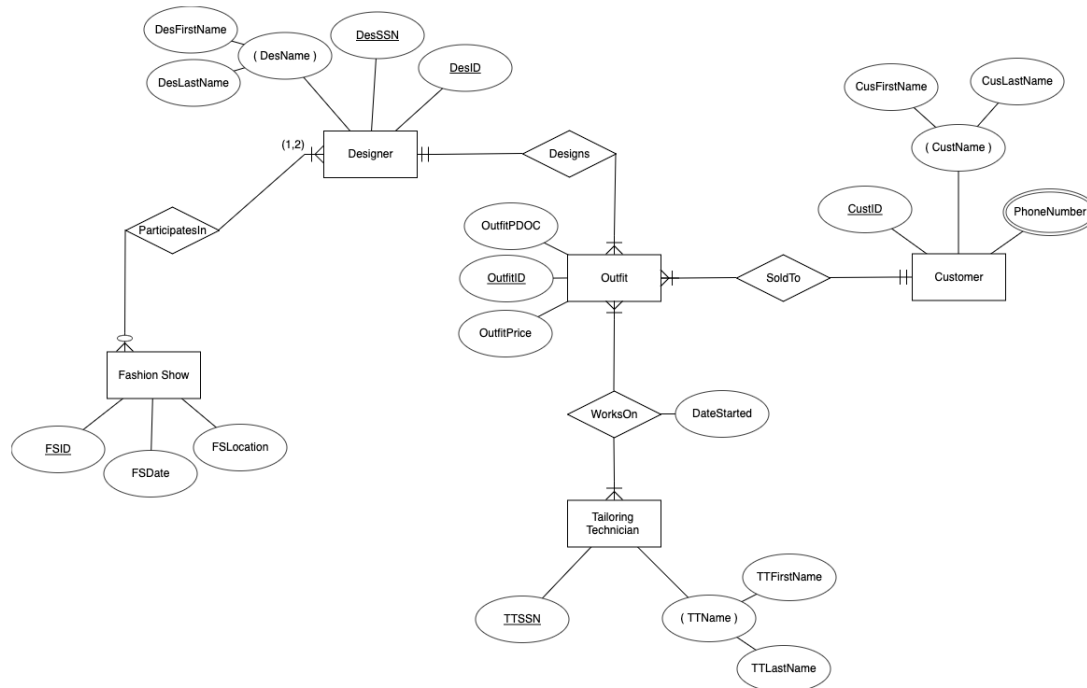 DesFirstName
DesSSN
( DesName )
DesID
DesLastName
CusFirstName
CusLastName
(1,2)
Designer
Designs
( CustName )
CustID
PhoneNumber
ParticipatesIn
OutfitPDOC
OutfitID
Outfit
SoldTo
Customer
OutfitPrice
Fashion Show
WorksOn
DateStarted
FSID
FSLocation
FSDate
Tailoring
Technician
TTFirstName
TTSSN
( TTName )
TTLastName